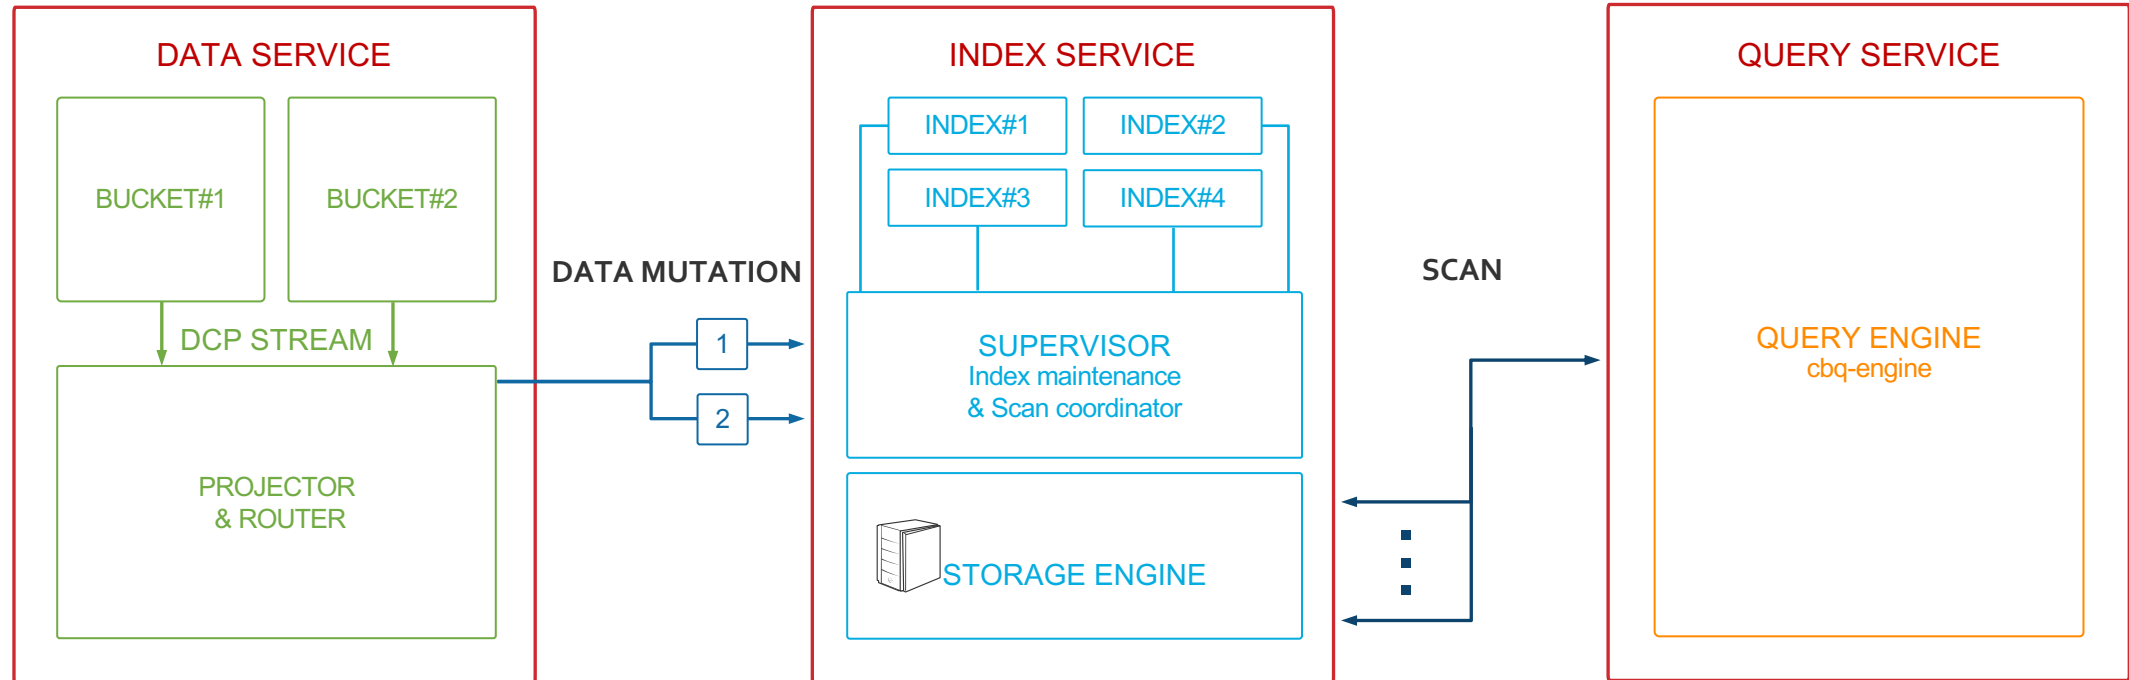 DATA SERVICE
BUCKET#1
BUCKET#2
DCP STREAM
PROJECTOR
& ROUTER
DATA MUTATION
1
2
INDEX SERVICE
INDEX#1
INDEX#2
INDEX#3
INDEX#4
SUPERVISOR
Index maintenance
& Scan coordinator
STORAGE ENGINE
SCAN
QUERY SERVICE
QUERY ENGINE
cbq-engine